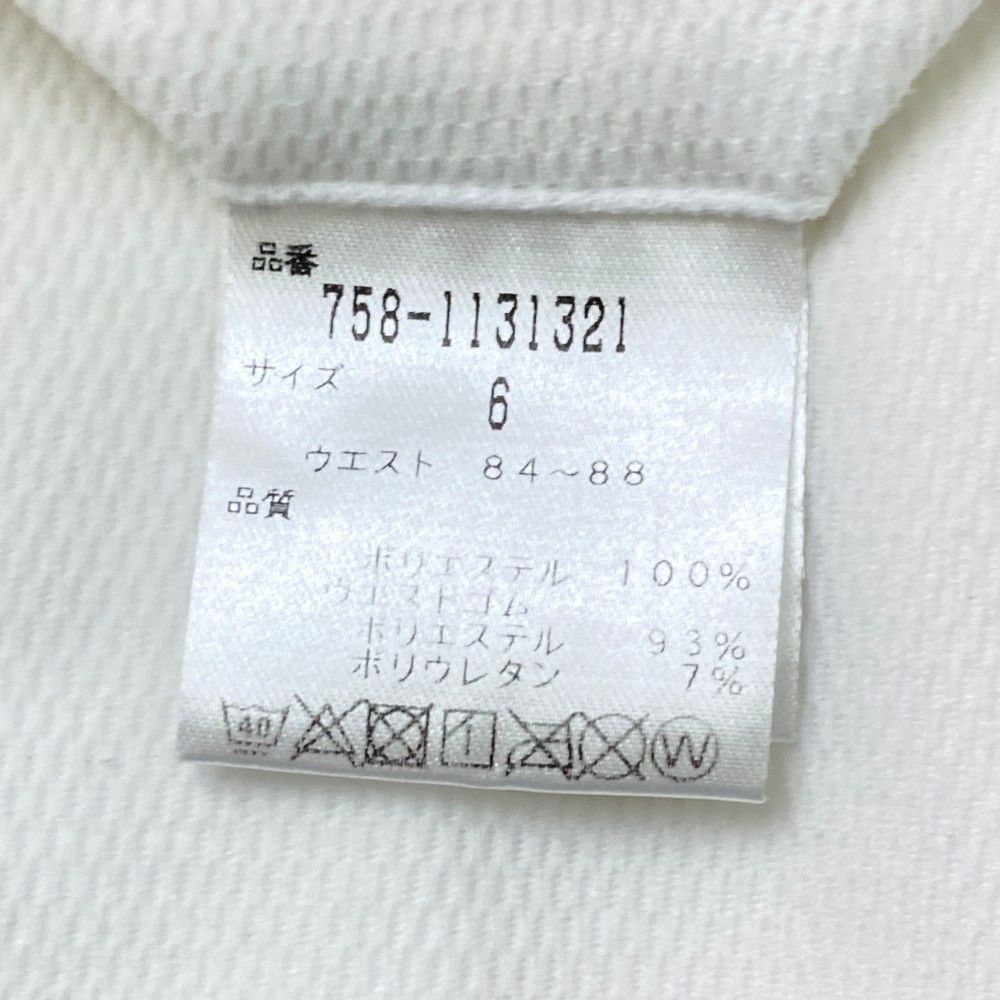 品番
758-1131321
サイズ
6
ウエスト 84～88
品質
ポリエステル 100%
ウエストゴム
ポリエステル 93%
ポリウレタン 7%
40 1 W